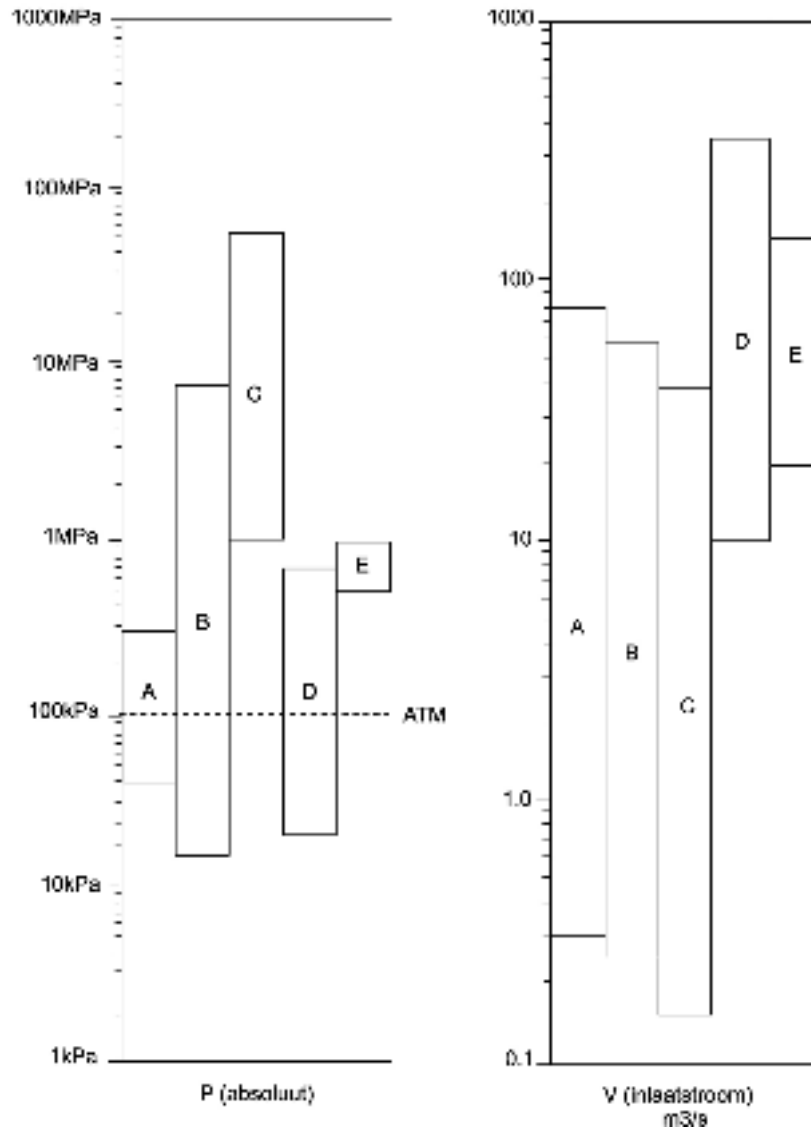 1000MPa
100MPa
10MPa
1MPa
100kPa
10kPa
1kPa
A
B
C
D
E
ATM
P (absoluut)
1000
100
10
1.0
0.1
A
B
C
D
E
V (inlaatstroom)
m3/s